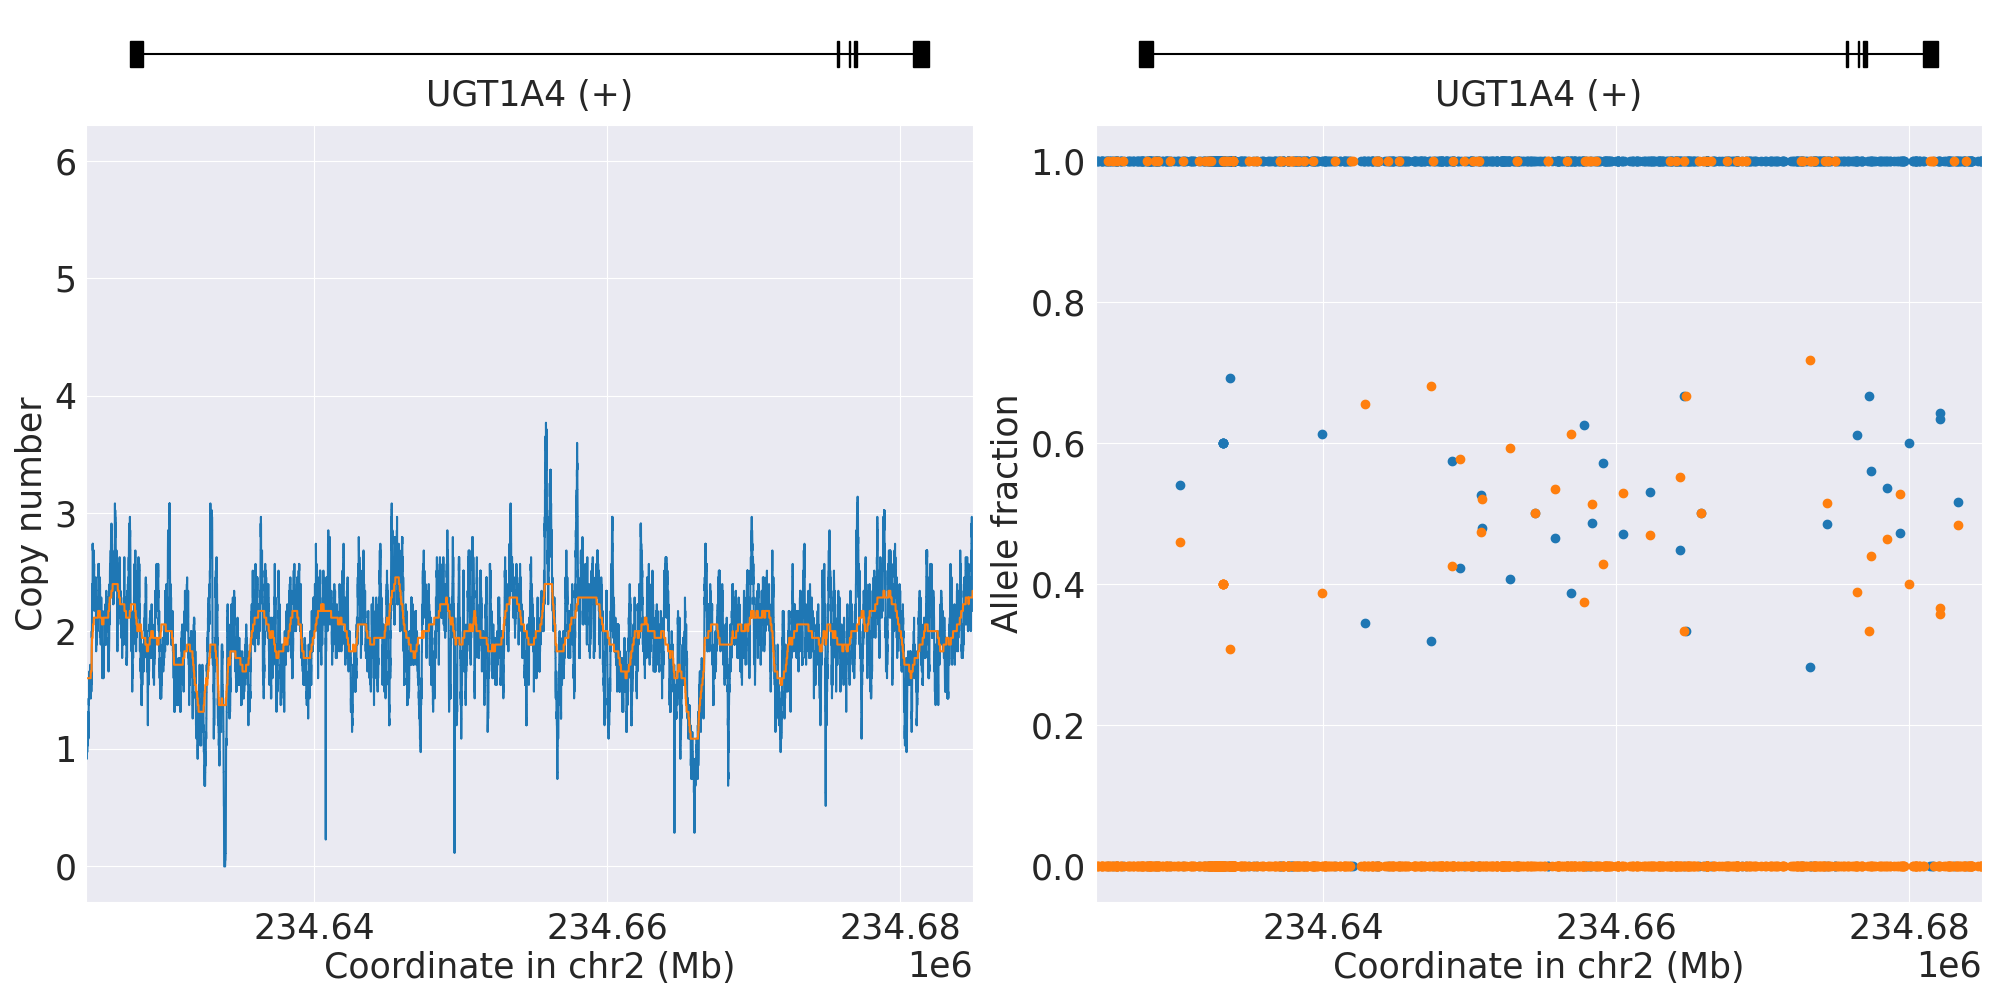 UGT1A4 (+)
6
5
4
3
2
1
0
Copy number
234.64
234.66
234.68
Coordinate in chr2 (Mb)
1e6
UGT1A4 (+)
1.0
0.8
0.6
0.4
0.2
0.0
Allele fraction
234.64
234.66
234.68
Coordinate in chr2 (Mb)
1e6